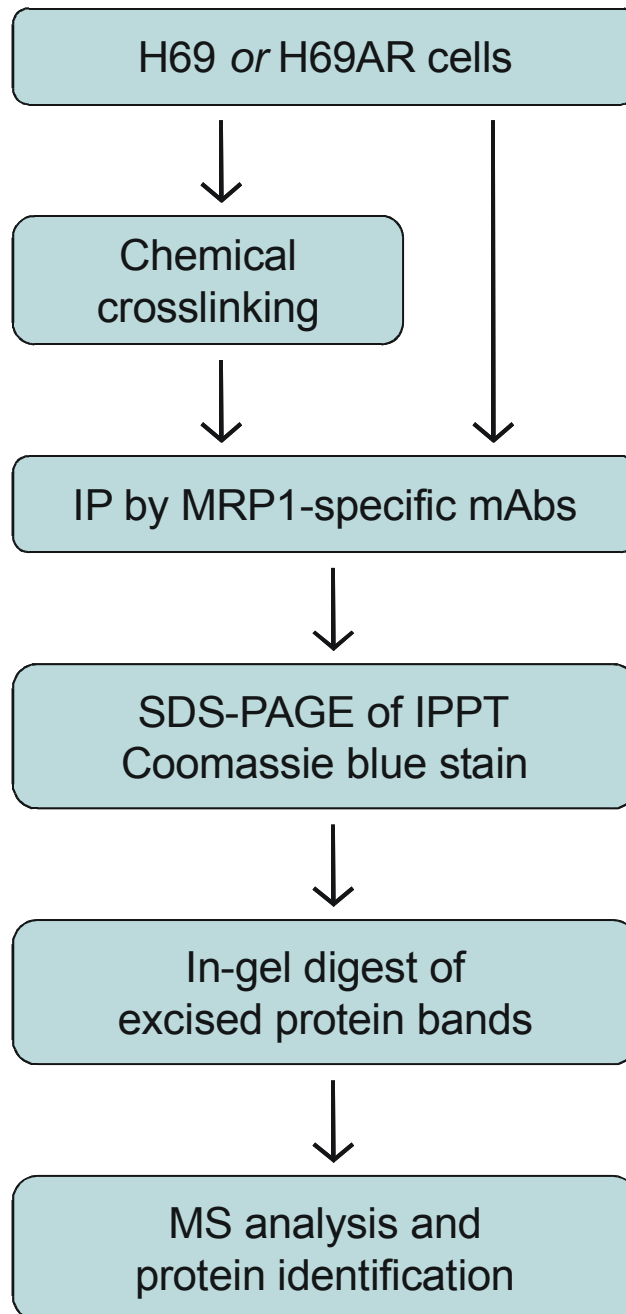 H69 or H69AR cells
Chemical
crosslinking
IP by MRP1-specific mAbs
SDS-PAGE of IPPT
Coomassie blue stain
In-gel digest of
excised protein bands
MS analysis and
protein identification